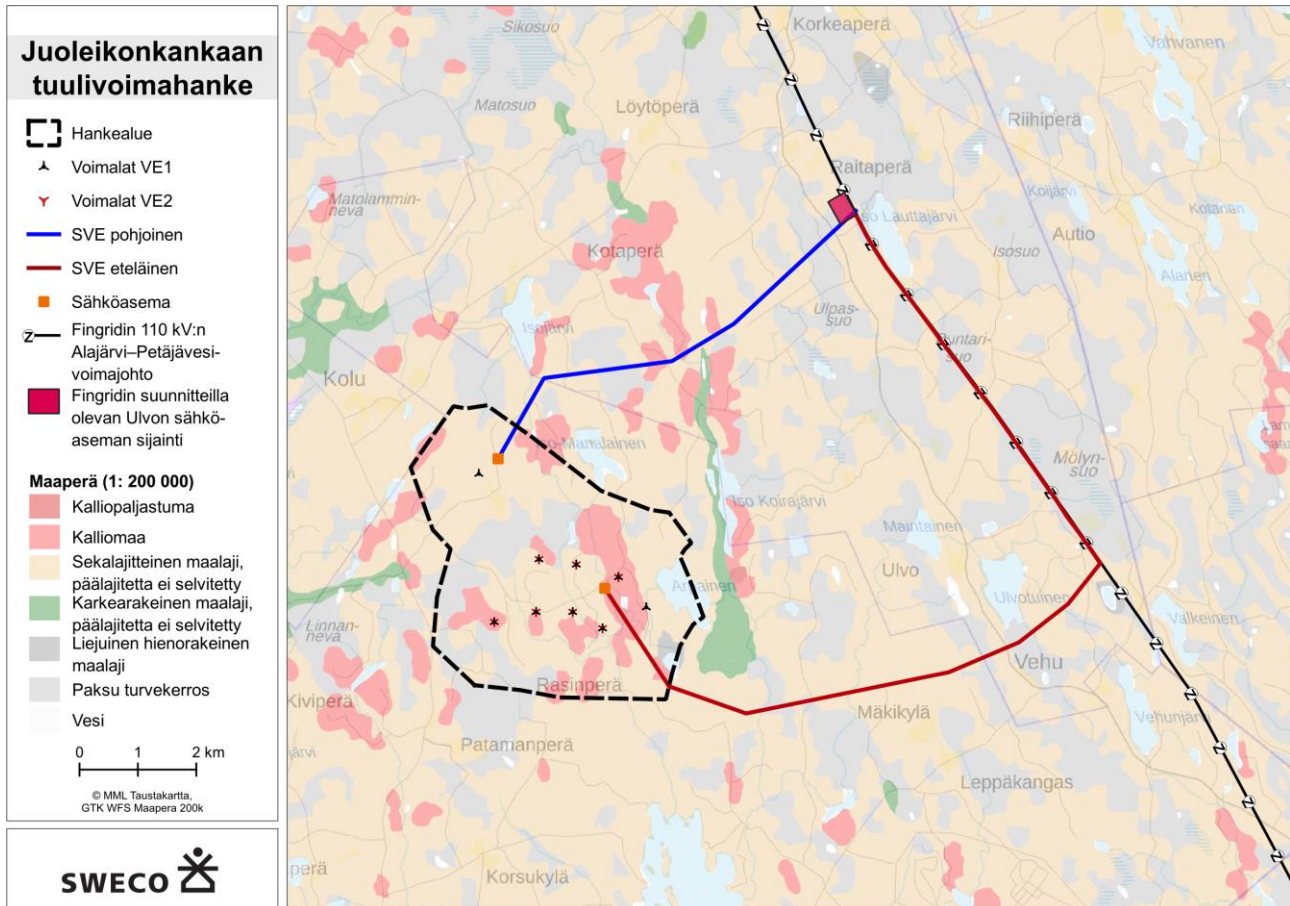 Juoleikonkankaan
tuulivoimahanke
Hankealue
Voimalat VE1
Voimalat VE2
SVE pohjoinen
SVE eteläinen
Sähköasema
Fingridin 110 kV:n
Alajärvi–Petäjävesi-
voimajohto
Fingridin suunnitteilla
olevan Ulvon sähkö-
aseman sijainti
Maaperä (1: 200 000)
Kalliopaljastuma
Kalliomaa
Sekalajitteinen maalaji,
päälajitetta ei selvitetty
Karkearakeinen maalaji,
päälajitetta ei selvitetty
Liejuinen hienorakeinen
maalaji
Paksu turvekerros
Vesi
0 1 2 km
© MML Taustakartta,
GTK WFS Maapera 200k
SWECO
Sikosuo
Korkeaperä
Vahvanen
Matosuo
Löytöperä
Riihiperä
Raitaperä
Matolammin-
neva
Koijärvi
Kotanen
Iso Lauttajärvi
Kotaperä
Autio
Isosuo
Alanen
Ulpas-
suo
Isojärvi
Puntari-
suo
Kolu
Mölyn-
suo
Iso Koirajärvi
Maintainen
Ulvo
Ulvotuinen
Linnan-
neva
Valkeinen
Vehu
Kiviperä
Rasinperä
Mäkikylä
Vehunjärvi
Patamanperä
Leppäkangas
Korsukylä